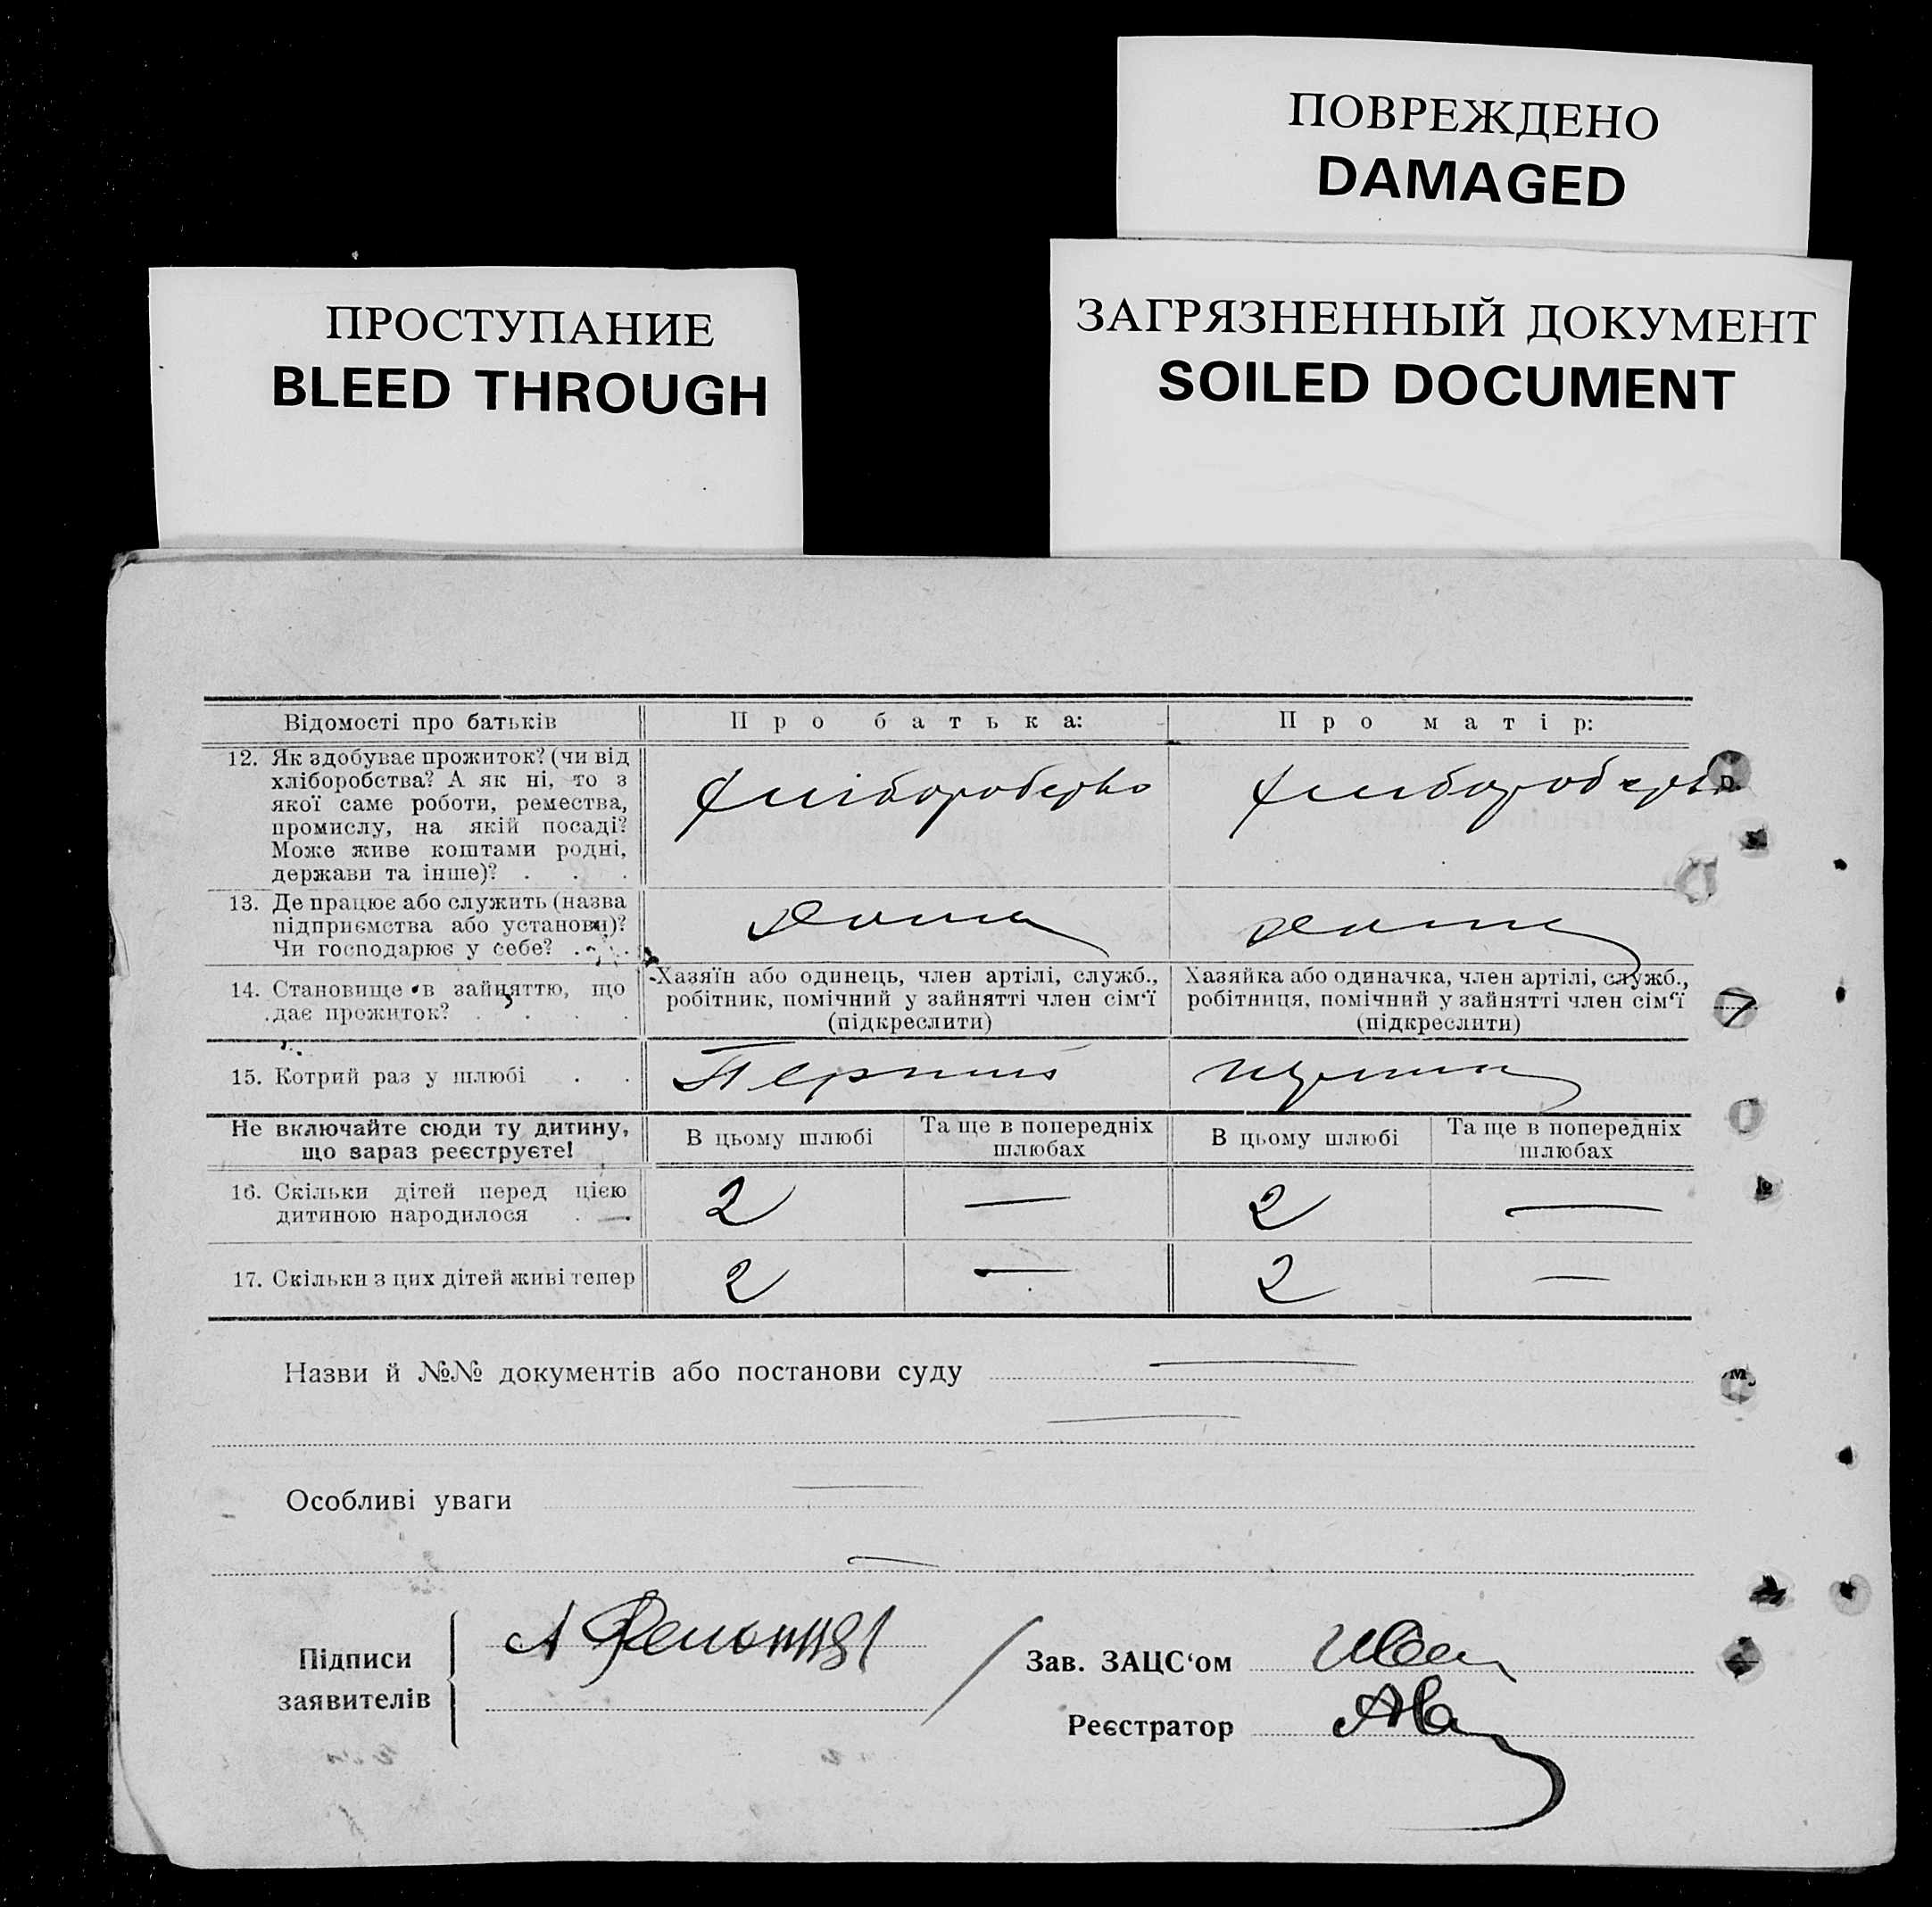 ПОВРЕЖДЕНО
DAMAGED
ПРОСТУПАНИЕ
BLEED THROUGH
ЗАГРЯЗНЕННЫЙ ДОКУМЕНТ
SOILED DOCUMENT
Відомості про батьків Про батька: Про матір:
12. Як здобуває прожиток? (чи від
хліборобства? А як ні, то з
якої саме роботи, ремества,
промислу, на якій посаді?
Може живе коштами родні,
держави та інше)? . . .
хліборобство хліборобство
13. Де працює або служить (назва
підприємства або установи)?
Чи господарює у себе? . . .
дома дома
14. Становище в зайняттю, що
дає прожиток? . . . .
Хазяїн або одинець, член артілі, служб.,
робітник, помічний у зайнятті член сім'ї
(підкреслити)
Хазяйка або одиначка, член артілі, служб.,
робітниця, помічний у зайнятті член сім'ї
(підкреслити)
15. Котрий раз у шлюбі . . Перший
Не включайте сюди ту дитину,
що зараз реєструєте!
В цьому шлюбі Та ще в попередніх
шлюбах
В цьому шлюбі Та ще в попередніх
шлюбах
16. Скільки дітей перед цією
дитиною народилося . —
2 — 2 —
17. Скільки з цих дітей живі тепер 2 — 2 —
Назви й №№ документів або постанови суду —
—
Особливі уваги —
—
Підписи
заявителів
Зав. ЗАЦС'ом
Реєстратор